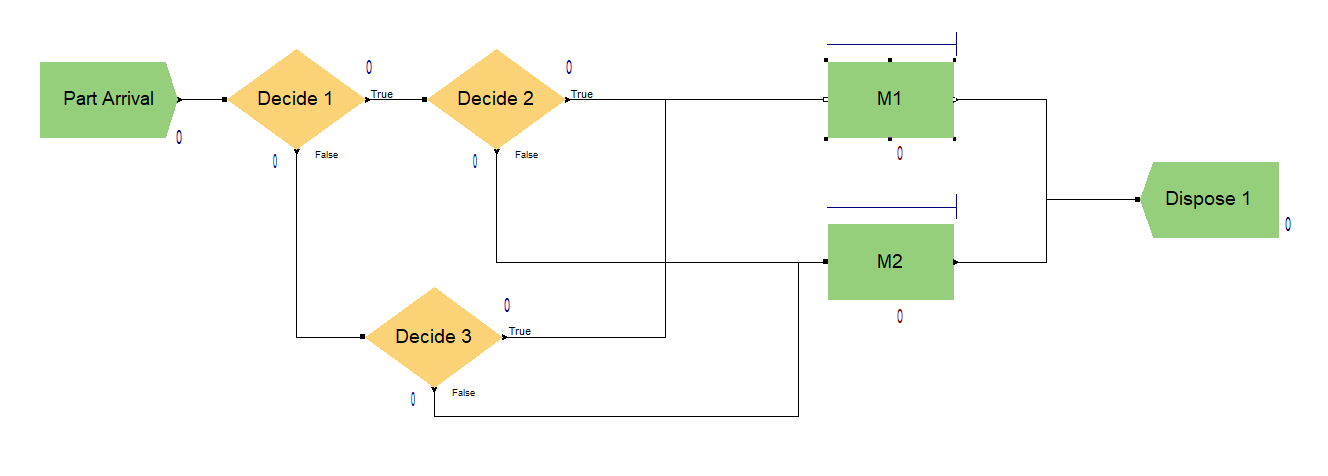 0
0
True
True
Part Arrival
Decide 1
Decide 2
M1
0
0
False
0
False
0
Dispose 1
0
M2
0
0
True
Decide 3
0
False